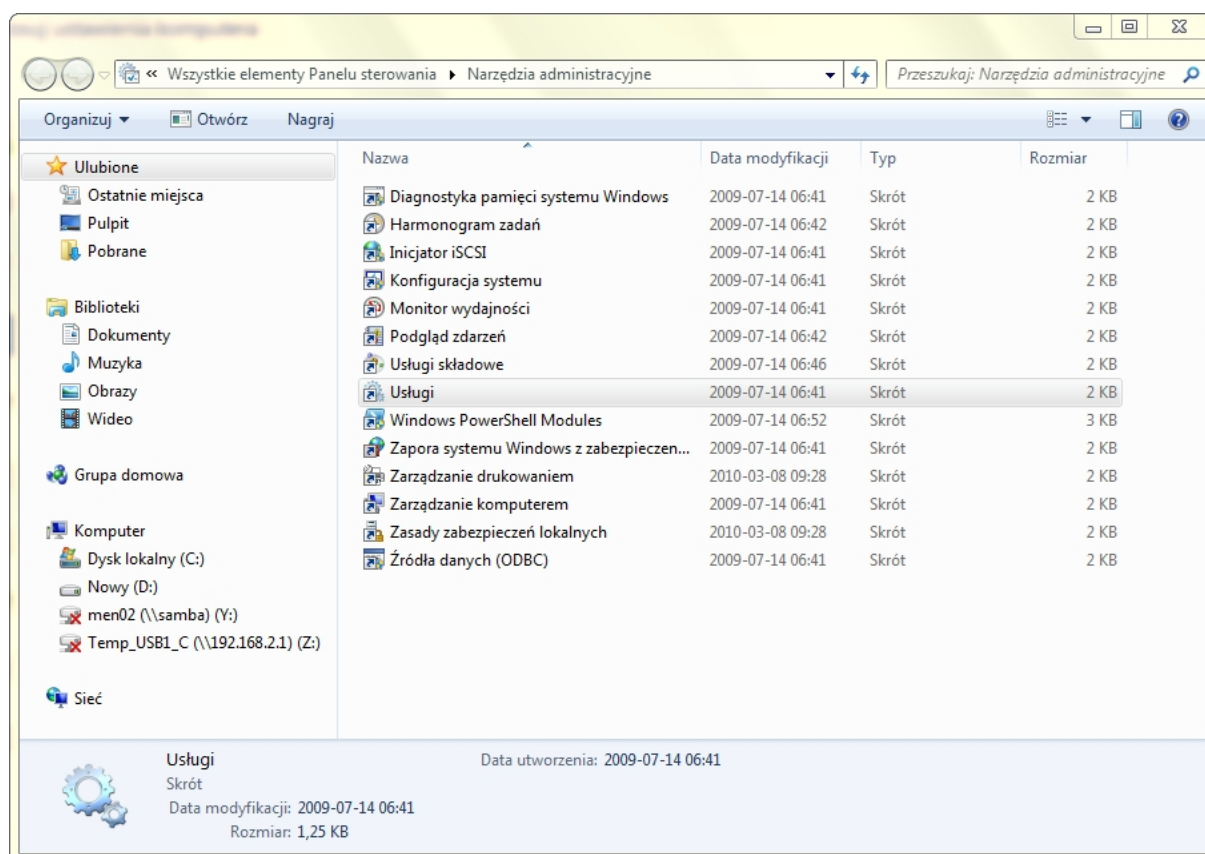 ustawienia komputera
« Wszystkie elementy Panelu sterowania ▸ Narzędzia administracyjne
Przeszukaj: Narzędzia administracyjne
Organizuj Otwórz Nagraj
Ulubione
Ostatnie miejsca
Pulpit
Pobrane
Biblioteki
Dokumenty
Muzyka
Obrazy
Wideo
Grupa domowa
Komputer
Dysk lokalny (C:)
Nowy (D:)
men02 (\\samba) (Y:)
Temp_USB1_C (\\192.168.2.1) (Z:)
Sieć
Nazwa Data modyfikacji Typ Rozmiar
Diagnostyka pamięci systemu Windows 2009-07-14 06:41 Skrót 2 KB
Harmonogram zadań 2009-07-14 06:42 Skrót 2 KB
Inicjator iSCSI 2009-07-14 06:41 Skrót 2 KB
Konfiguracja systemu 2009-07-14 06:41 Skrót 2 KB
Monitor wydajności 2009-07-14 06:41 Skrót 2 KB
Podgląd zdarzeń 2009-07-14 06:42 Skrót 2 KB
Usługi składowe 2009-07-14 06:46 Skrót 2 KB
Usługi 2009-07-14 06:41 Skrót 2 KB
Windows PowerShell Modules 2009-07-14 06:52 Skrót 3 KB
Zapora systemu Windows z zabezpieczen... 2009-07-14 06:41 Skrót 2 KB
Zarządzanie drukowaniem 2010-03-08 09:28 Skrót 2 KB
Zarządzanie komputerem 2009-07-14 06:41 Skrót 2 KB
Zasady zabezpieczeń lokalnych 2010-03-08 09:28 Skrót 2 KB
Źródła danych (ODBC) 2009-07-14 06:41 Skrót 2 KB
Usługi Data utworzenia: 2009-07-14 06:41
Skrót
Data modyfikacji: 2009-07-14 06:41
Rozmiar: 1,25 KB